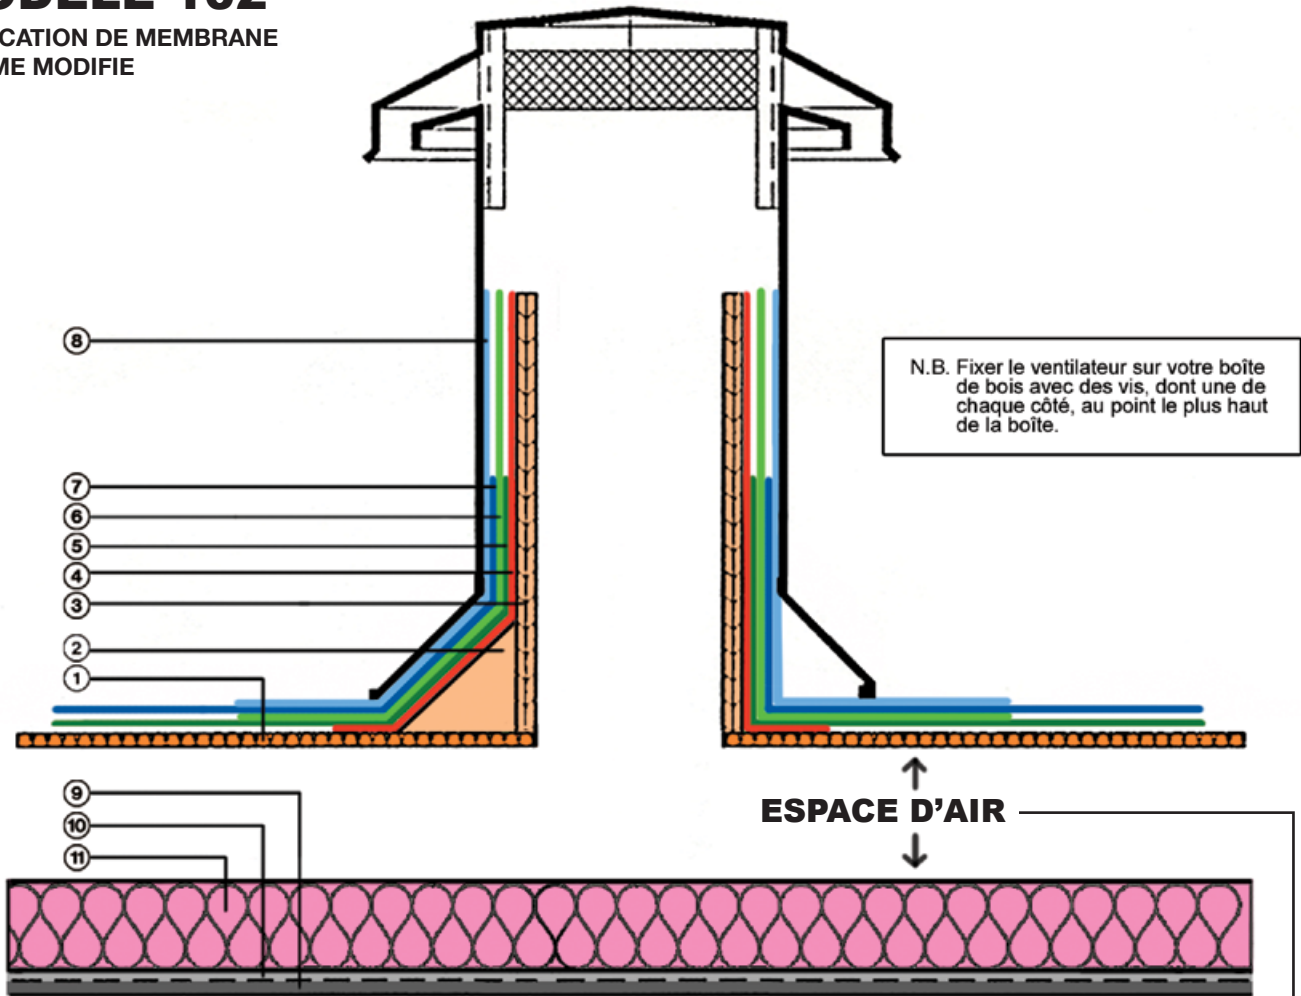 CATION DE MEMBRANE
ME MODIFIE
8
N.B. Fixer le ventilateur sur votre boîte
de bois avec des vis, dont une de
chaque côté, au point le plus haut
de la boîte.
7
6
5
4
3
2
1
9
ESPACE D'AIR
10
11